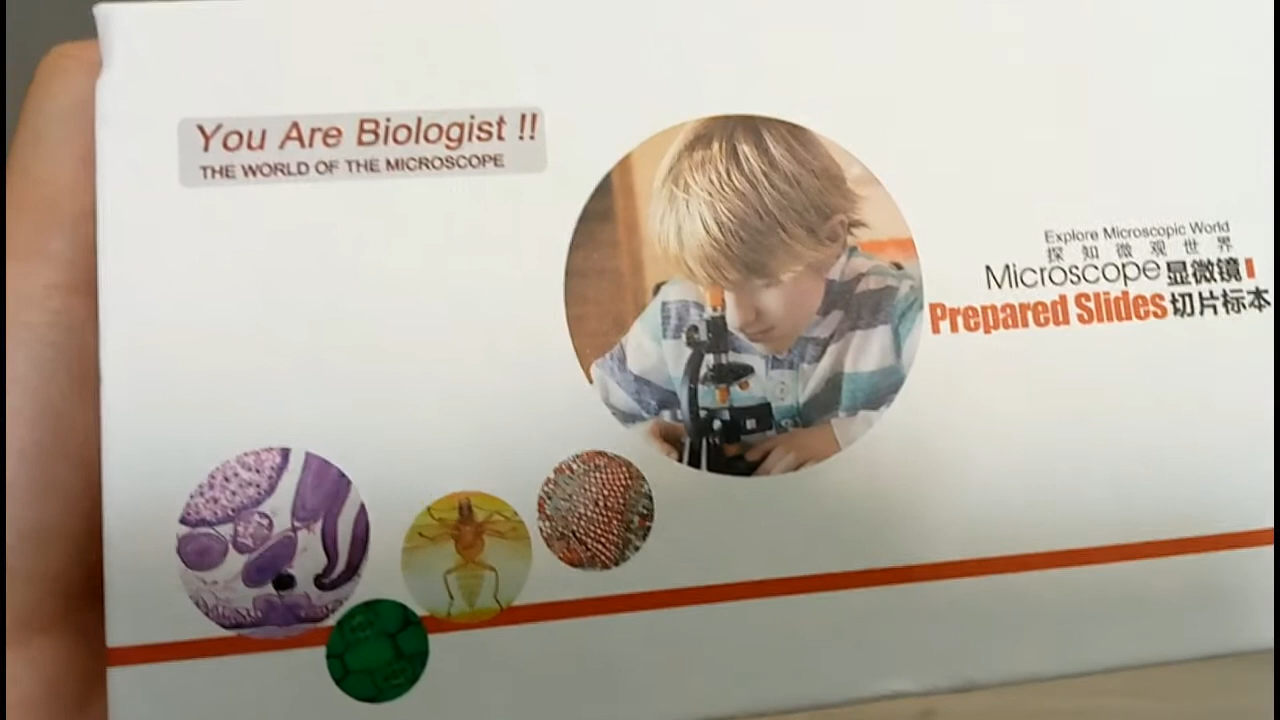 You Are Biologist !!
THE WORLD OF THE MICROSCOPE
Explore Microscopic World
探知微观世界
Microscope显微镜
Prepared Slides切片标本